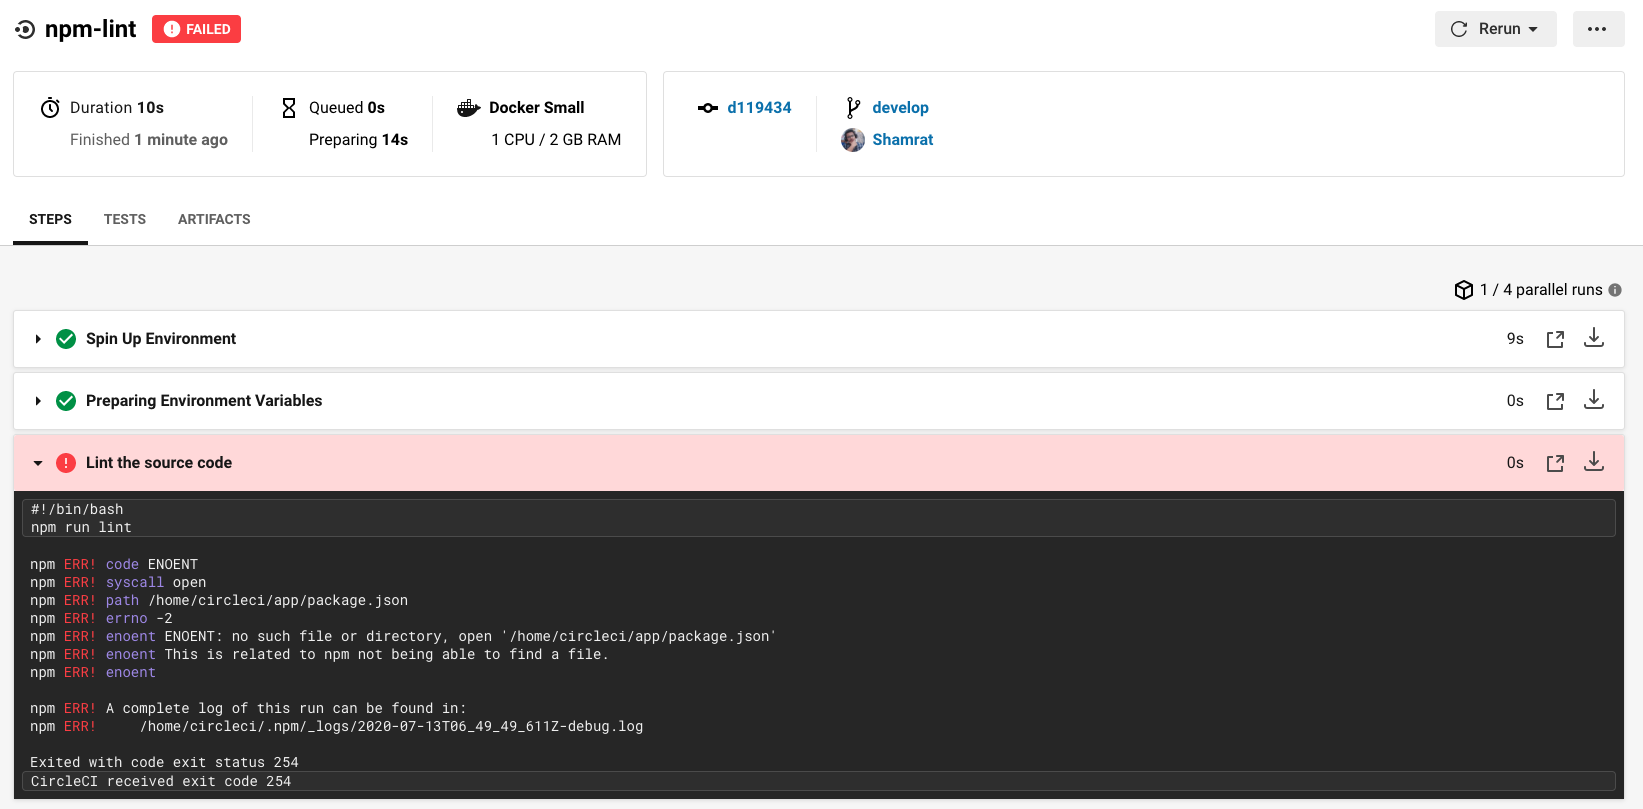 npm-lint FAILED Rerun
Duration 10s
Finished 1 minute ago
Queued 0s
Preparing 14s
Docker Small
1 CPU / 2 GB RAM
d119434
develop
Shamrat
STEPS TESTS ARTIFACTS
1 / 4 parallel runs
Spin Up Environment 9s
Preparing Environment Variables 0s
Lint the source code 0s
#!/bin/bash
npm run lint
npm ERR! code ENOENT
npm ERR! syscall open
npm ERR! path /home/circleci/app/package.json
npm ERR! errno -2
npm ERR! enoent ENOENT: no such file or directory, open '/home/circleci/app/package.json'
npm ERR! enoent This is related to npm not being able to find a file.
npm ERR! enoent
npm ERR! A complete log of this run can be found in:
npm ERR!     /home/circleci/.npm/_logs/2020-07-13T06_49_49_611Z-debug.log
Exited with code exit status 254
CircleCI received exit code 254